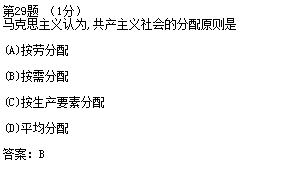 第29题 （1分）
马克思主义认为,共产主义社会的分配原则是
(A)按劳分配
(B)按需分配
(C)按生产要素分配
(D)平均分配
答案：B